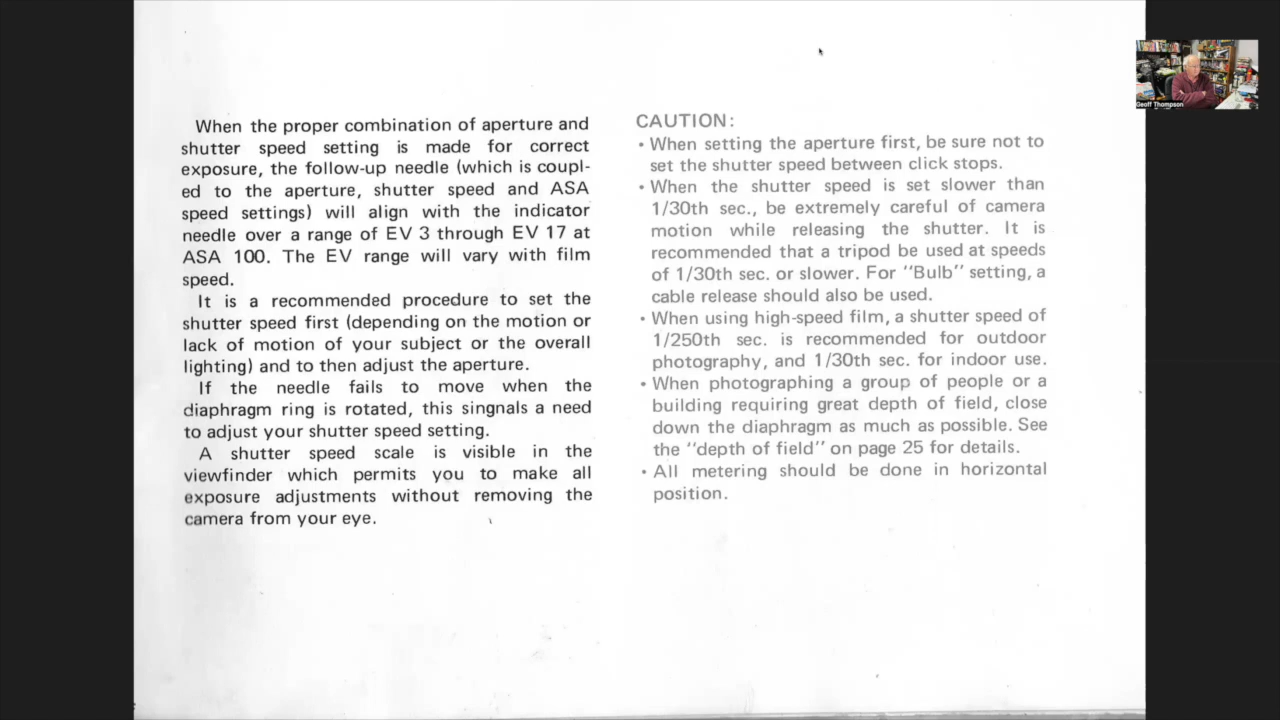 When the proper combination of aperture and
shutter speed setting is made for correct
exposure, the follow-up needle (which is coupl-
ed to the aperture, shutter speed and ASA
speed settings) will align with the indicator
needle over a range of EV 3 through EV 17 at
ASA 100. The EV range will vary with film
speed.
It is a recommended procedure to set the
shutter speed first (depending on the motion or
lack of motion of your subject or the overall
lighting) and to then adjust the aperture.
If the needle fails to move when the
diaphragm ring is rotated, this singnals a need
to adjust your shutter speed setting.
A shutter speed scale is visible in the
viewfinder which permits you to make all
exposure adjustments without removing the
camera from your eye.
CAUTION:
• When setting the aperture first, be sure not to
set the shutter speed between click stops.
• When the shutter speed is set slower than
1/30th sec., be extremely careful of camera
motion while releasing the shutter. It is
recommended that a tripod be used at speeds
of 1/30th sec. or slower. For "Bulb" setting, a
cable release should also be used.
• When using high-speed film, a shutter speed of
1/250th sec. is recommended for outdoor
photography, and 1/30th sec. for indoor use.
• When photographing a group of people or a
building requiring great depth of field, close
down the diaphragm as much as possible. See
the "depth of field" on page 25 for details.
• All metering should be done in horizontal
position.
Geoff Thompson